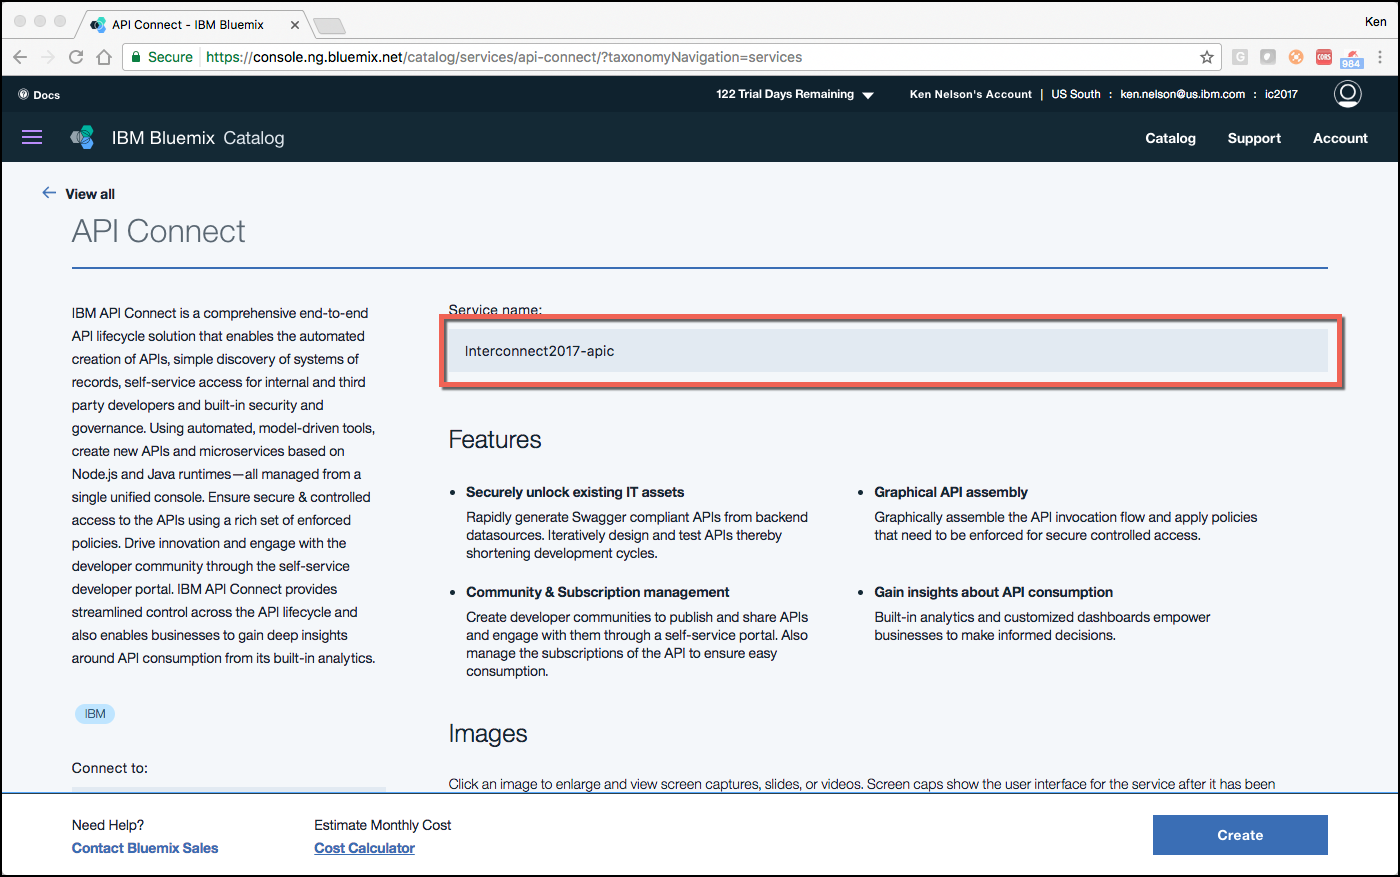 API Connect - IBM Bluemix
Ken
Secure
https://console.ng.bluemix.net/catalog/services/api-connect/?taxonomyNavigation=services
G
CORS
984
Docs
122 Trial Days Remaining
Ken Nelson's Account | US South : ken.nelson@us.ibm.com : ic2017
IBM Bluemix Catalog
Catalog
Support
Account
View all
API Connect
IBM API Connect is a comprehensive end-to-end
API lifecycle solution that enables the automated
creation of APIs, simple discovery of systems of
records, self-service access for internal and third
party developers and built-in security and
governance. Using automated, model-driven tools,
create new APIs and microservices based on
Node.js and Java runtimes—all managed from a
single unified console. Ensure secure & controlled
access to the APIs using a rich set of enforced
policies. Drive innovation and engage with the
developer community through the self-service
developer portal. IBM API Connect provides
streamlined control across the API lifecycle and
also enables businesses to gain deep insights
around API consumption from its built-in analytics.
IBM
Connect to:
Service name:
Interconnect2017-apic
Features
Securely unlock existing IT assets
Rapidly generate Swagger compliant APIs from backend
datasources. Iteratively design and test APIs thereby
shortening development cycles.
Graphical API assembly
Graphically assemble the API invocation flow and apply policies
that need to be enforced for secure controlled access.
Community & Subscription management
Create developer communities to publish and share APIs
and engage with them through a self-service portal. Also
manage the subscriptions of the API to ensure easy
consumption.
Gain insights about API consumption
Built-in analytics and customized dashboards empower
businesses to make informed decisions.
Images
Click an image to enlarge and view screen captures, slides, or videos. Screen caps show the user interface for the service after it has been
Need Help?
Contact Bluemix Sales
Estimate Monthly Cost
Cost Calculator
Create